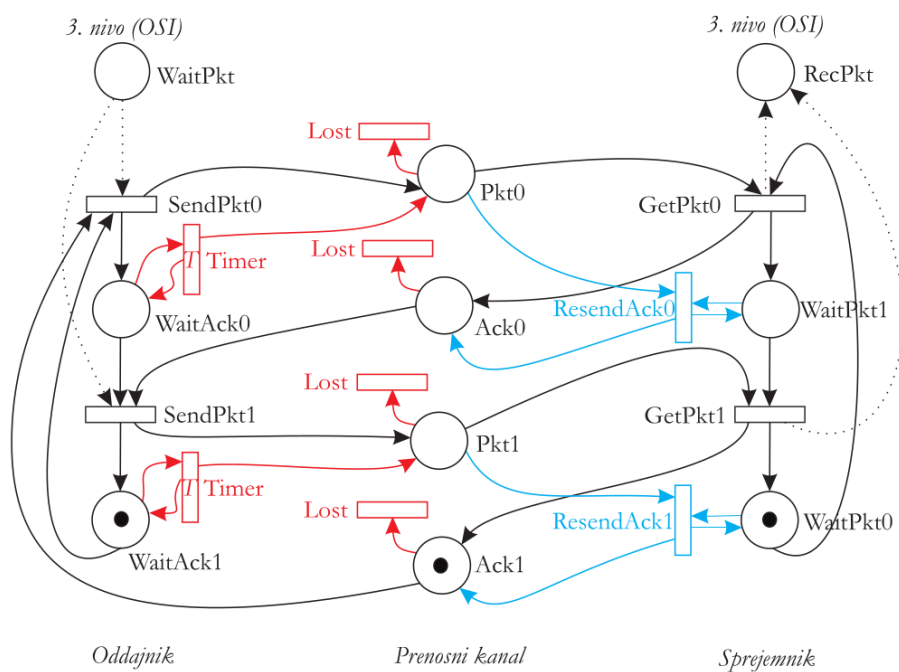 3. nivo (OSI)
3. nivo (OSI)
WaitPkt
RecPkt
Lost
Pkt0
SendPkt0
GetPkt0
Lost
T Timer
WaitAck0
Ack0
ResendAck0
WaitPkt1
Lost
SendPkt1
GetPkt1
Pkt1
T Timer
Lost
ResendAck1
WaitPkt0
WaitAck1
Ack1
Oddajnik
Prenosni kanal
Sprejemnik